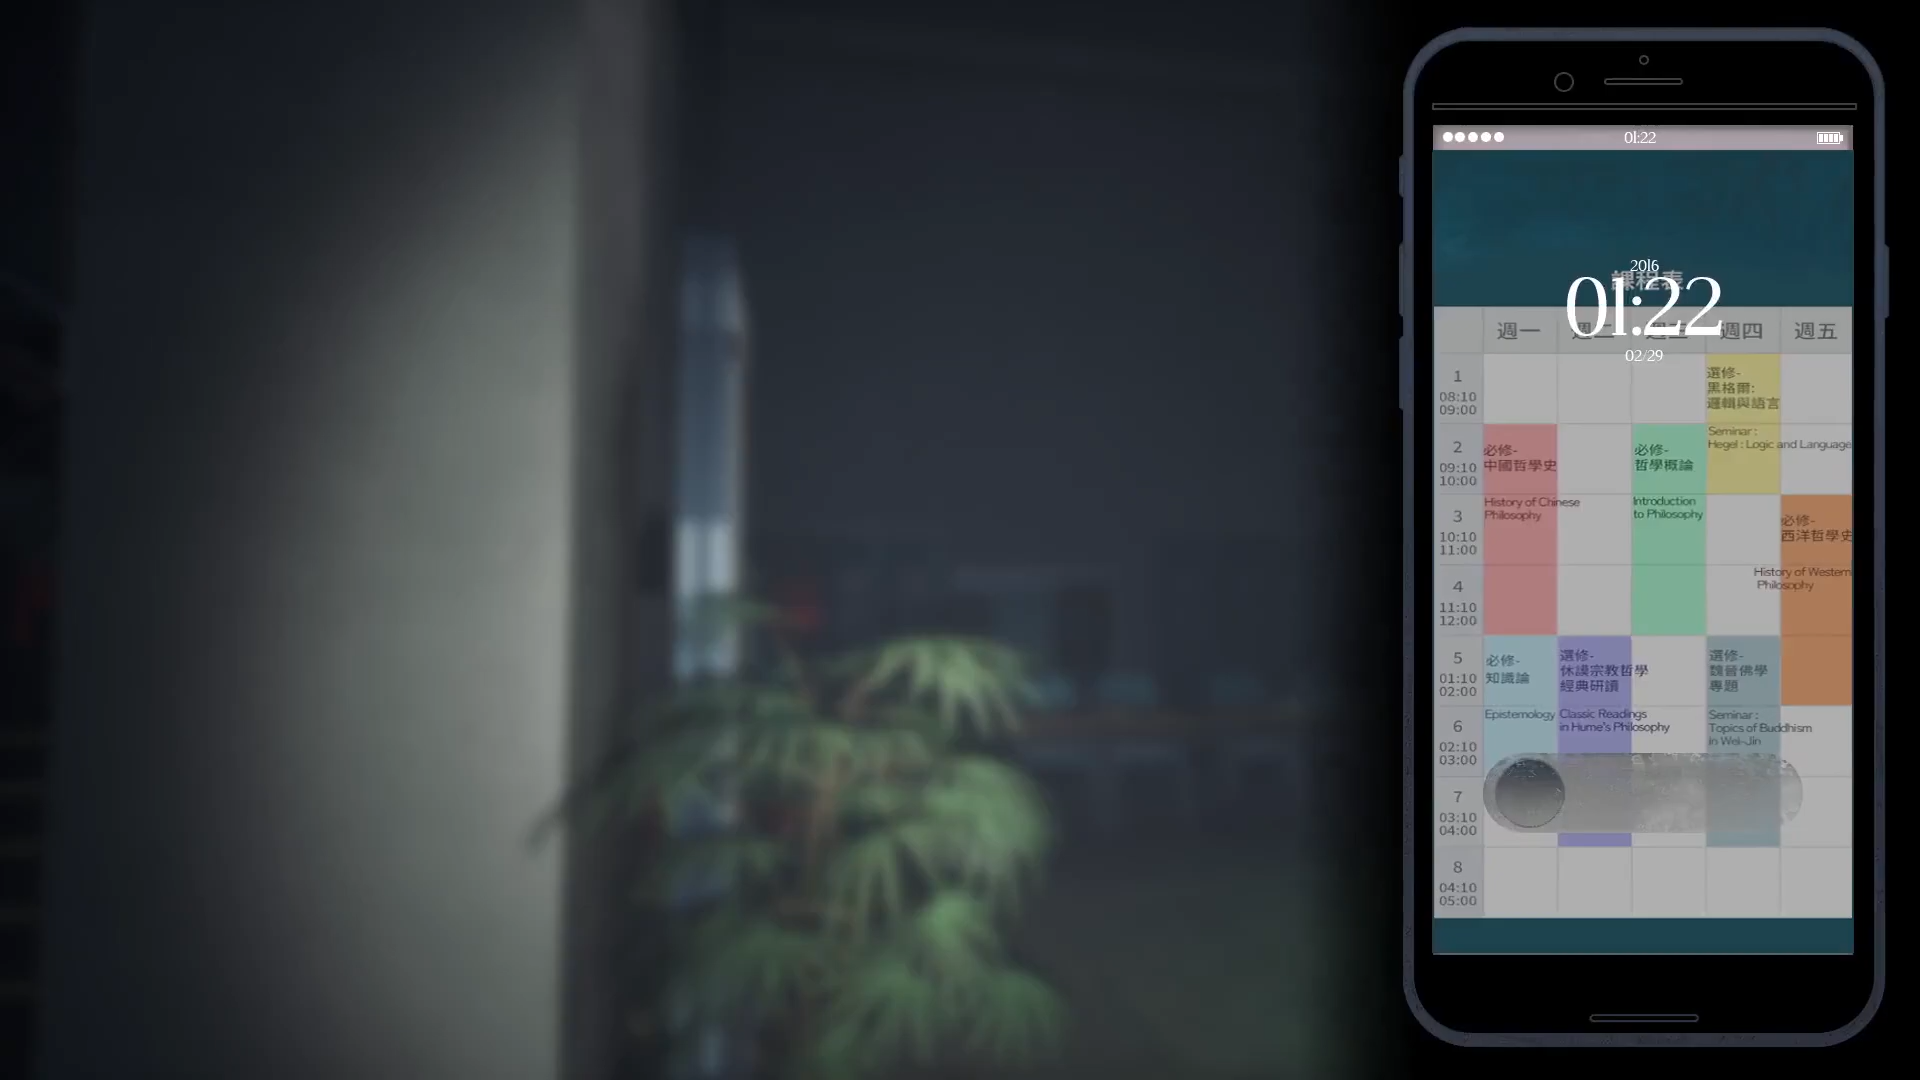 01:22
2016
課程表
01:22
02/29
週一 週二 週三 週四 週五
1
08:10
09:00
選修-
黑格爾:
邏輯與語言
Seminar :
Hegel : Logic and Language
2
09:10
10:00
必修-
中國哲學史
History of Chinese
Philosophy
必修-
哲學概論
Introduction
to Philosophy
3
10:10
11:00
必修-
西洋哲學史
History of Western
Philosophy
4
11:10
12:00
5
01:10
02:00
必修-
知識論
Epistemology
選修-
休謨宗教哲學
經典研讀
Classic Readings
in Hume's Philosophy
選修-
魏晉佛學
專題
Seminar :
Topics of Buddhism
in Wei-Jin
6
02:10
03:00
7
03:10
04:00
8
04:10
05:00